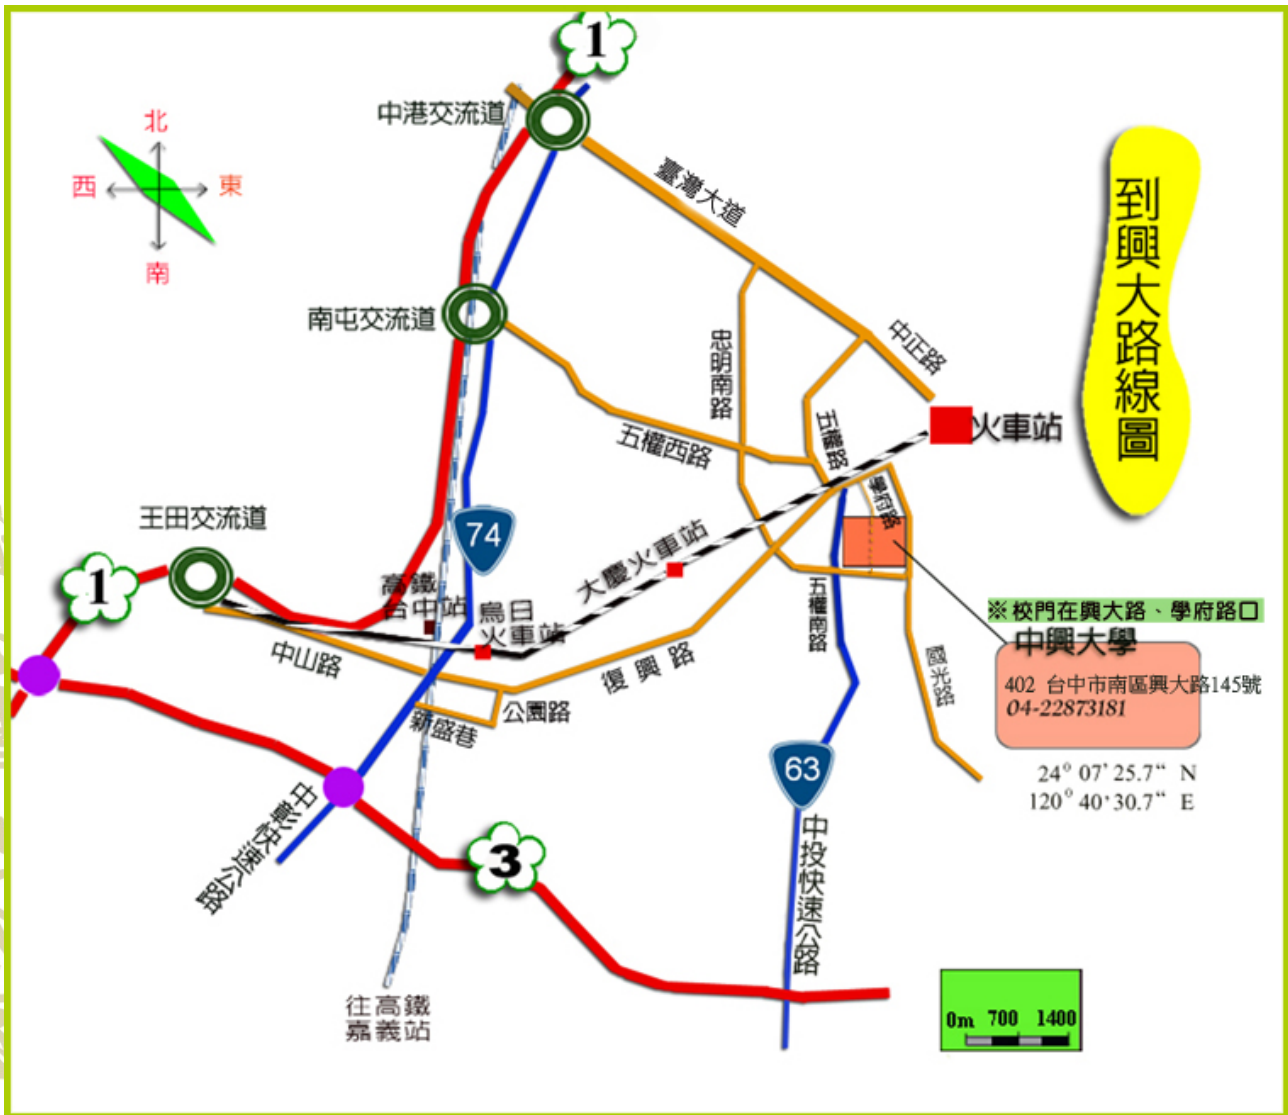 1
中港交流道
北
西
東
南
臺灣大道
到興大路線圖
南屯交流道
中正路
忠明南路
五權路
火車站
五權西路
學府路
王田交流道
74
大慶火車站
1
高鐵
台中站
烏日
火車站
五權南路
※校門在興大路、學府路口
中興大學
402 台中市南區興大路145號
04-22873181
中山路
復興路
國光路
公園路
新盛巷
24° 07' 25.7" N
120° 40' 30.7" E
63
中彰快速公路
3
中投快速公路
往高鐵
嘉義站
0m 700 1400